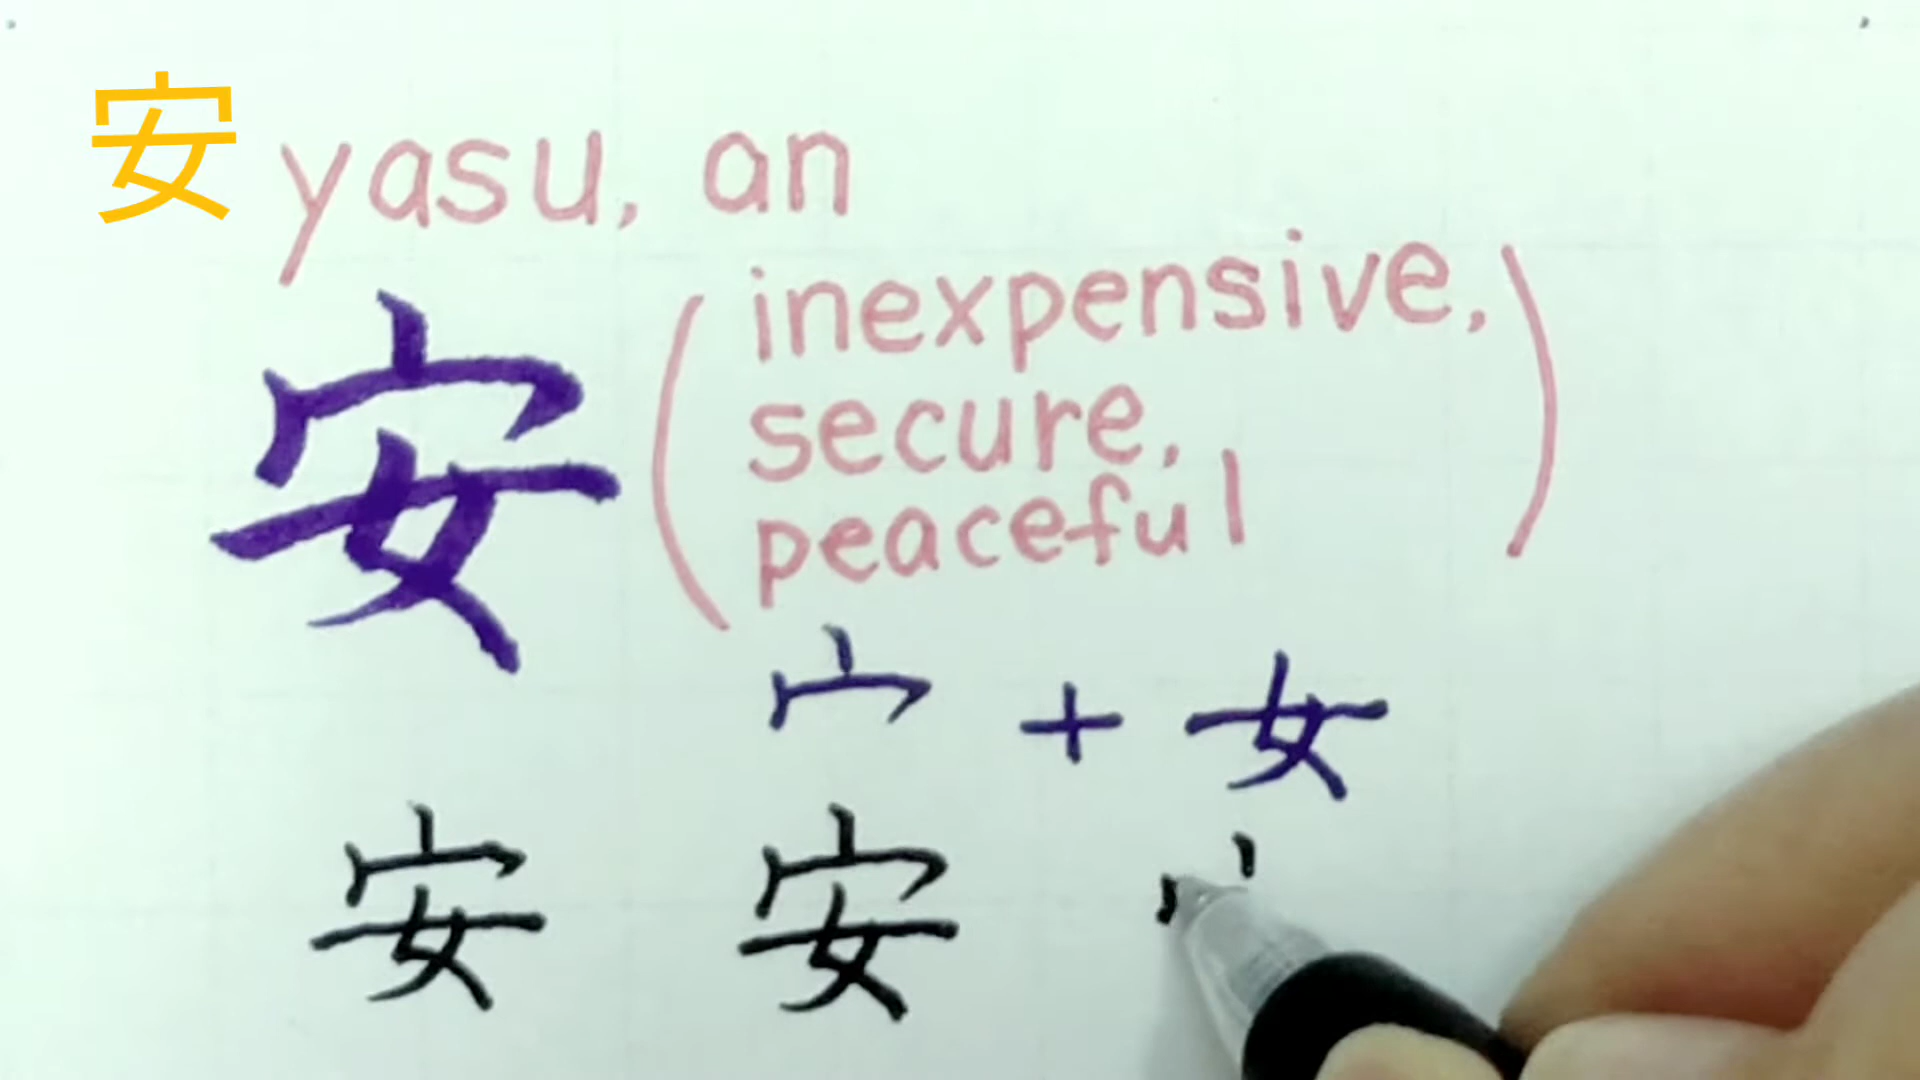 安 yasu, an
安 (inexpensive,
secure,
peaceful)
宀 + 女
安 安